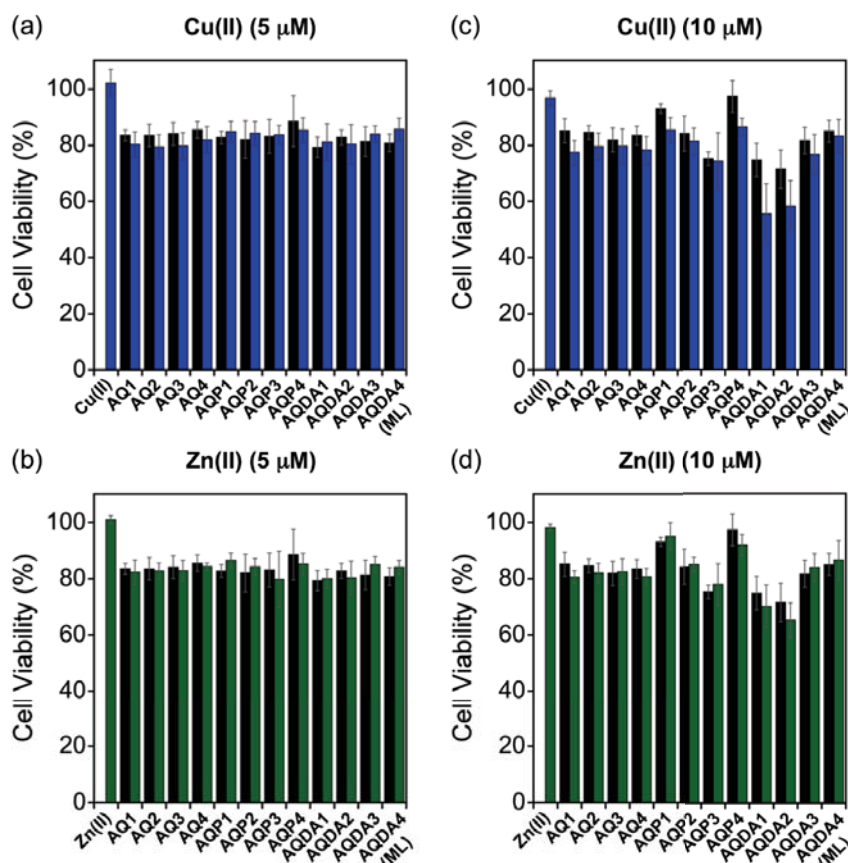 (a)
Cu(II) (5 μM)
Cell Viability (%)
100
80
60
40
20
0
Cu(II)
AQ1
AQ2
AQ3
AQ4
AQP1
AQP2
AQP3
AQP4
AQDA1
AQDA2
AQDA3
AQDA4
(ML)
(c)
Cu(II) (10 μM)
Cell Viability (%)
100
80
60
40
20
0
Cu(II)
AQ1
AQ2
AQ3
AQ4
AQP1
AQP2
AQP3
AQP4
AQDA1
AQDA2
AQDA3
AQDA4
(ML)
(b)
Zn(II) (5 μM)
Cell Viability (%)
100
80
60
40
20
0
Zn(II)
AQ1
AQ2
AQ3
AQ4
AQP1
AQP2
AQP3
AQP4
AQDA1
AQDA2
AQDA3
AQDA4
(ML)
(d)
Zn(II) (10 μM)
Cell Viability (%)
100
80
60
40
20
0
Zn(II)
AQ1
AQ2
AQ3
AQ4
AQP1
AQP2
AQP3
AQP4
AQDA1
AQDA2
AQDA3
AQDA4
(ML)